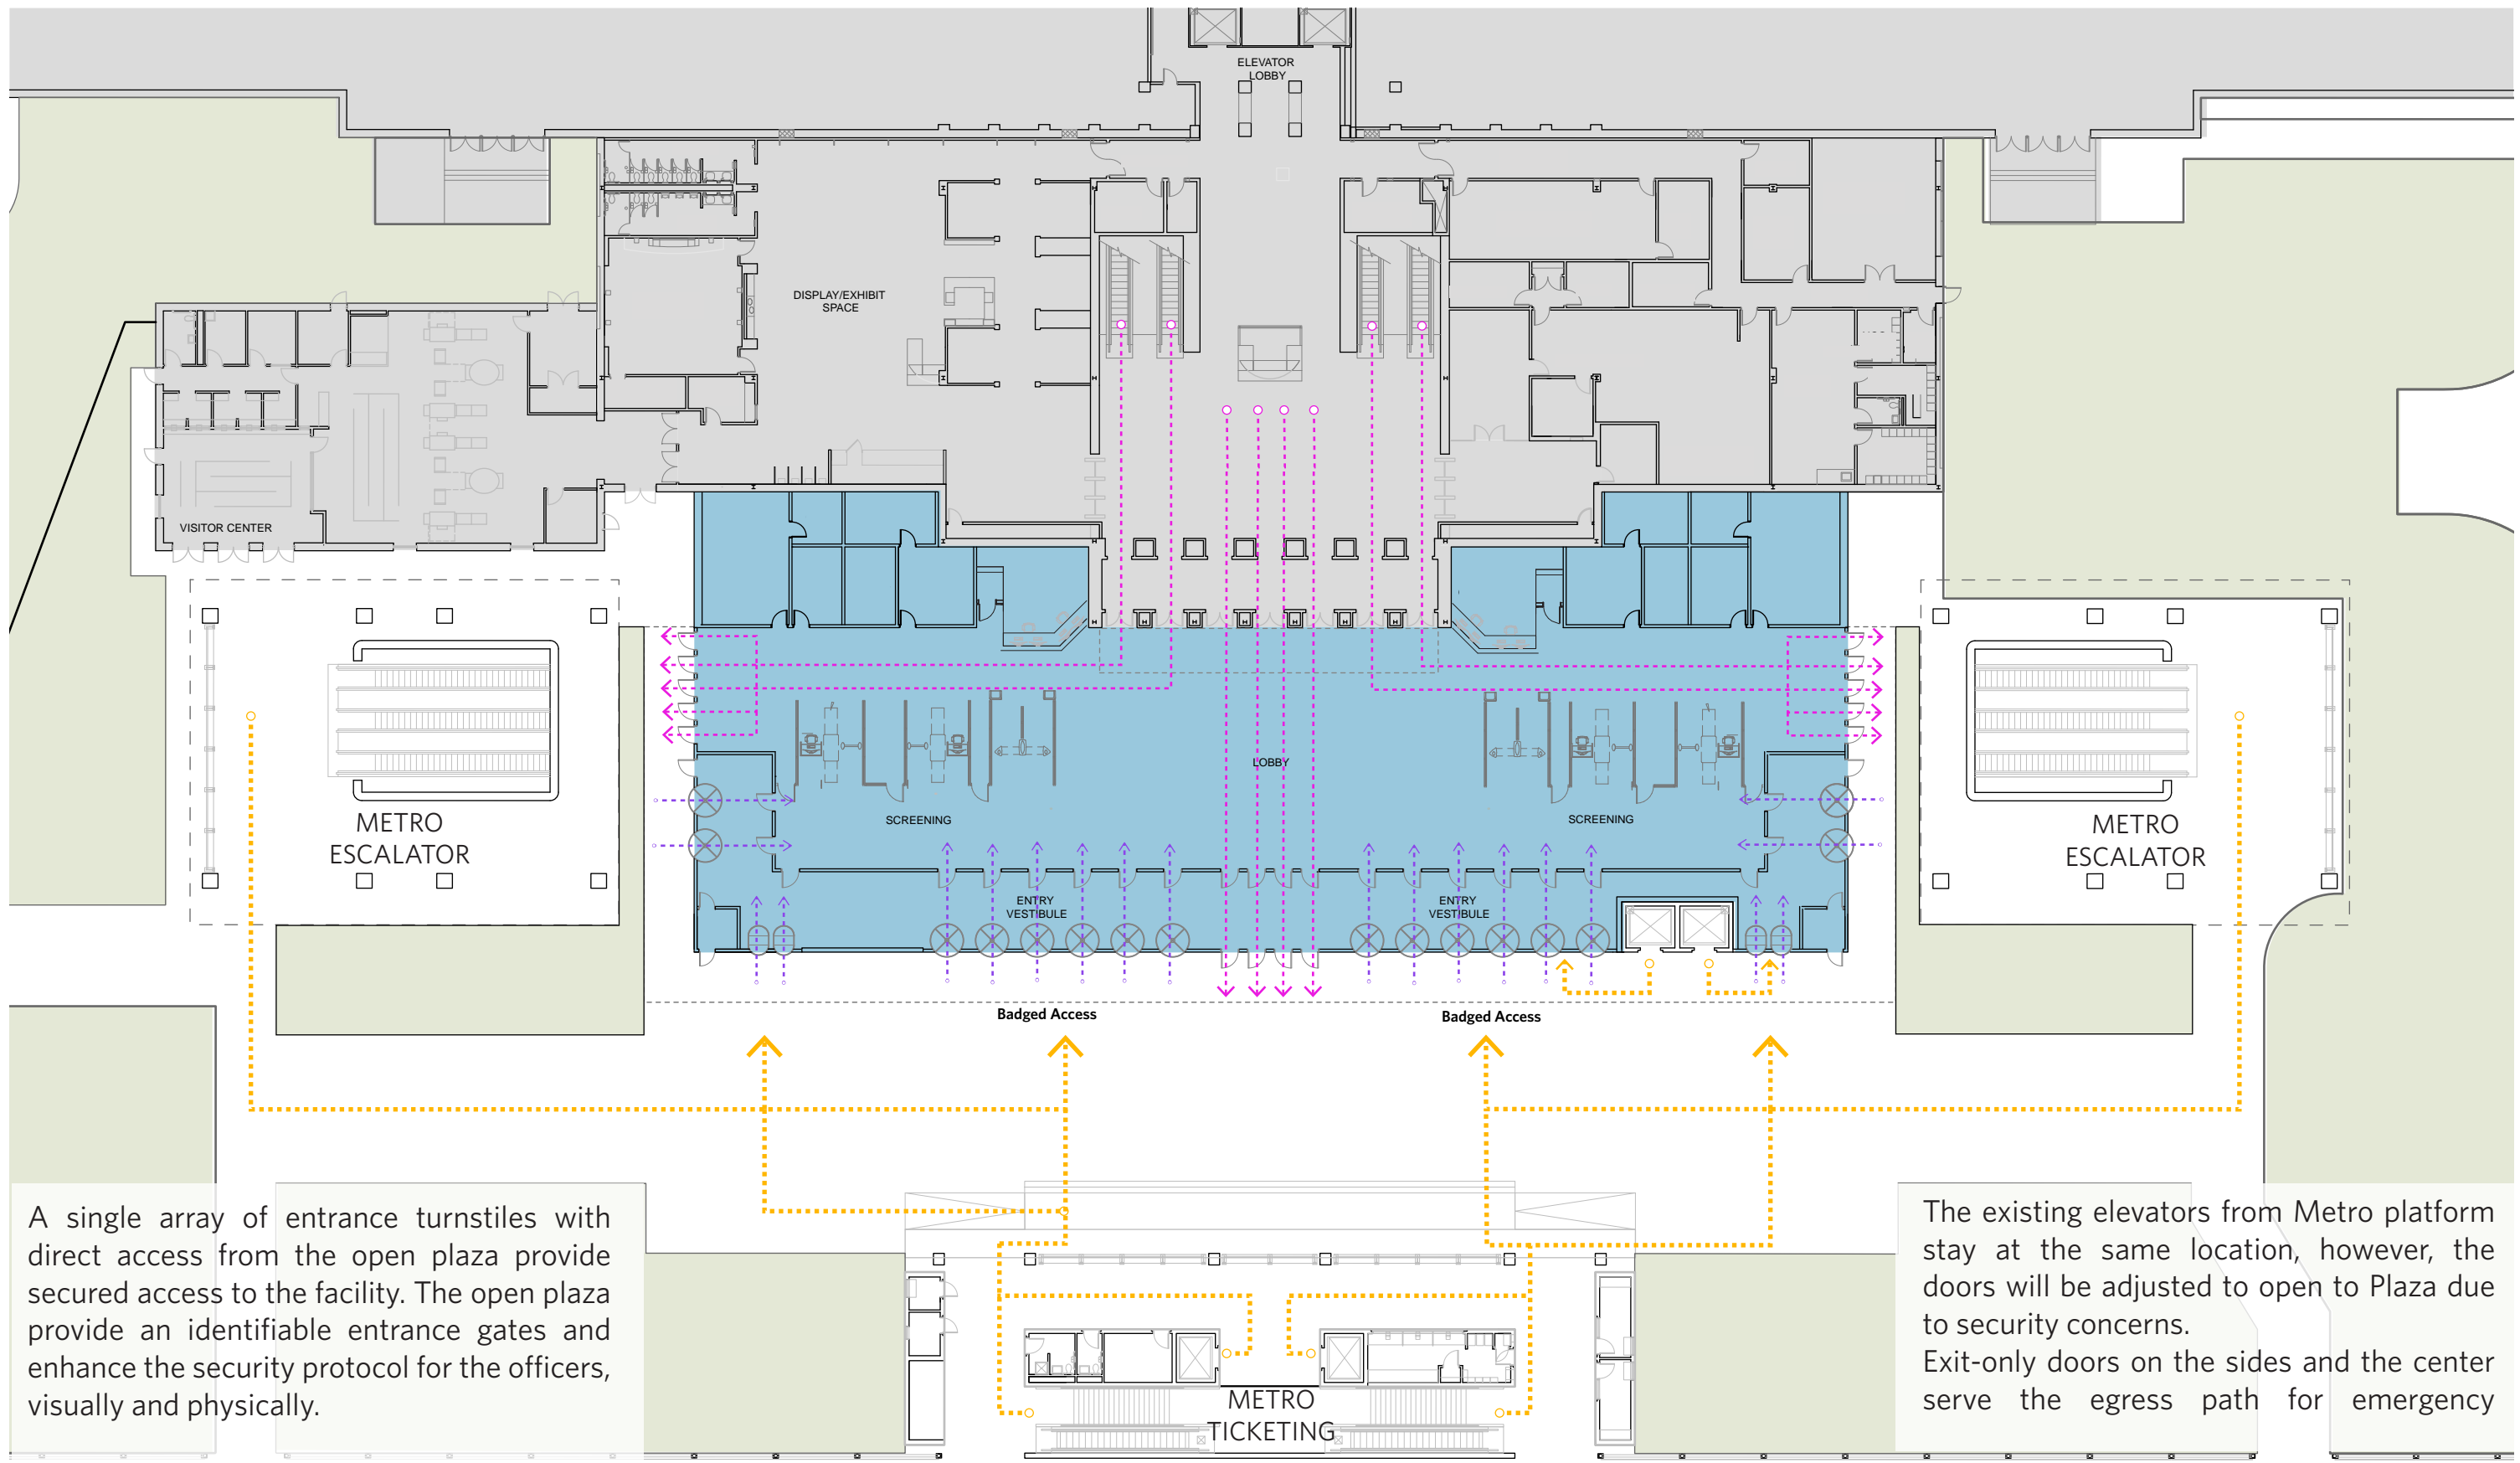 ELEVATOR
LOBBY
DISPLAY/EXHIBIT
SPACE
VISITOR CENTER
LOBBY
METRO
ESCALATOR
SCREENING
SCREENING
METRO
ESCALATOR
ENTRY
VESTIBULE
ENTRY
VESTIBULE
Badged Access
Badged Access
A single array of entrance turnstiles with
direct access from the open plaza provide
secured access to the facility. The open plaza
provide an identifiable entrance gates and
enhance the security protocol for the officers,
visually and physically.
The existing elevators from Metro platform
stay at the same location, however, the
doors will be adjusted to open to Plaza due
to security concerns.
Exit-only doors on the sides and the center
serve the egress path for emergency
METRO
TICKETING